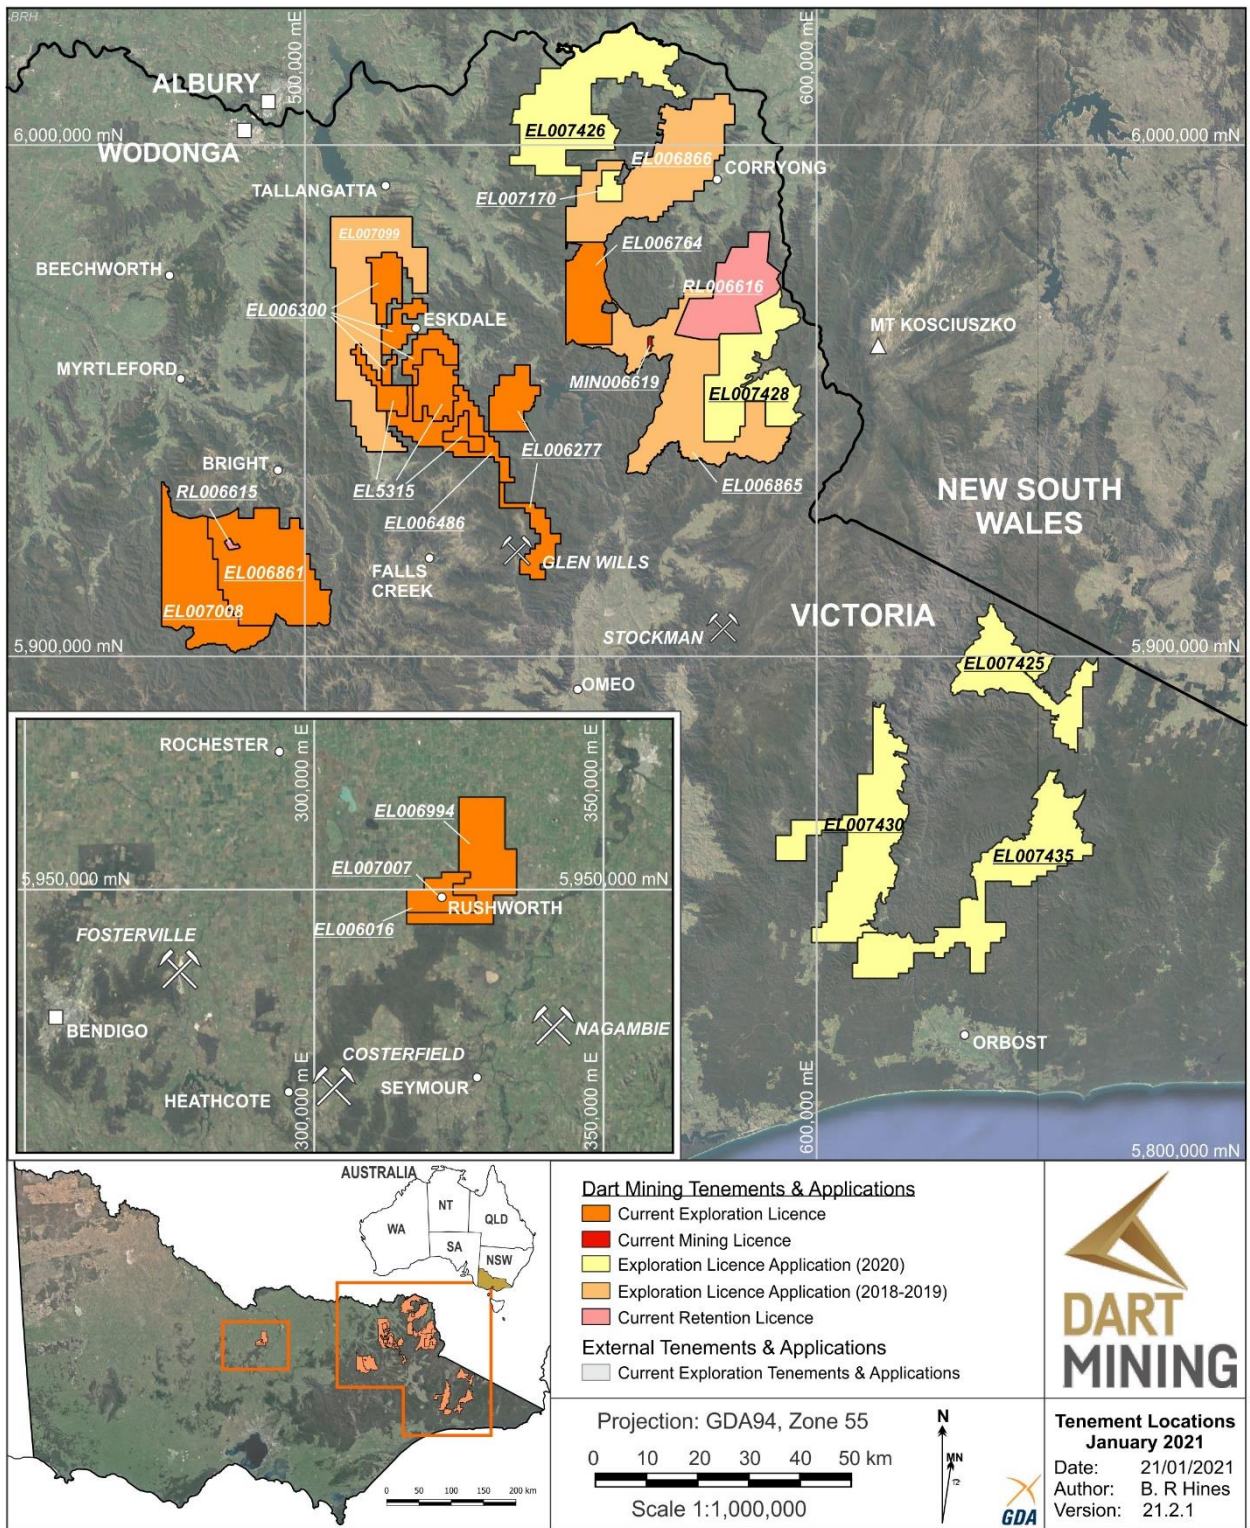 BRH
500,000 mE
600,000 mE
ALBURY
6,000,000 mN
6,000,000 mN
WODONGA
EL007426
EL006866
CORRYONG
TALLANGATTA
EL007170
EL007099
EL006764
BEECHWORTH
RL006616
EL006300
ESKDALE
MT KOSCIUSZKO
MYRTLEFORD
MIN006619
EL007428
EL006277
BRIGHT
EL006865
RL006615
EL5315
NEW SOUTH
WALES
EL006486
GLEN WILLS
FALLS
CREEK
EL006861
EL007008
VICTORIA
STOCKMAN
5,900,000 mN
5,900,000 mN
EL007425
OMEO
EL007430
EL007435
ORBOST
600,000 mE
5,800,000 mN
ROCHESTER
300,000 m E
350,000 m E
EL006994
EL007007
5,950,000 mN
5,950,000 mN
RUSHWORTH
EL006016
FOSTERVILLE
BENDIGO
NAGAMBIE
COSTERFIELD
SEYMOUR
HEATHCOTE
300,000 m E
350,000 m E
AUSTRALIA
NT
QLD
WA
SA
NSW
0 50 100 150 200 km
Dart Mining Tenements & Applications
Current Exploration Licence
Current Mining Licence
Exploration Licence Application (2020)
Exploration Licence Application (2018-2019)
Current Retention Licence
External Tenements & Applications
Current Exploration Tenements & Applications
DART
MINING
Projection: GDA94, Zone 55
0 10 20 30 40 50 km
Scale 1:1,000,000
N
MN
GDA
Tenement Locations
January 2021
Date: 21/01/2021
Author: B. R Hines
Version: 21.2.1